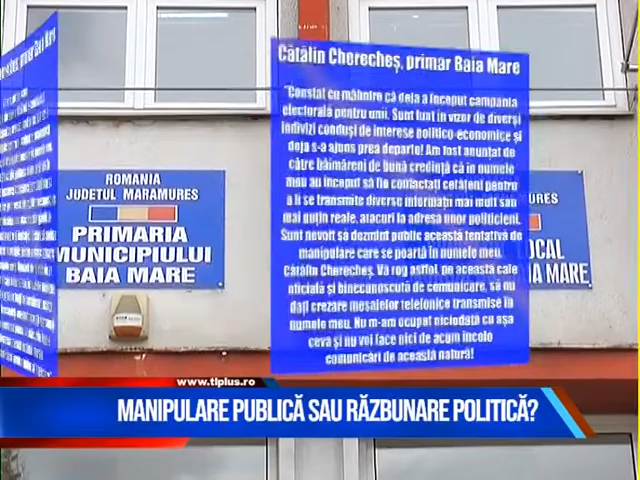 Cătălin Cherecheș, primar Baia Mare
"Constat cu mâhnire că deja a început campania
electorală pentru unii. Sunt luat în vizor de diverși
indivizi conduși de interese politico-economice și
deja s-a ajuns prea departe! Am fost anunțat de
către băimăreni de bună credință că în numele
meu au început să fie contactați cetățeni pentru
a li se transmite diverse informații mai mult sau
mai puțin reale, atacuri la adresa unor politicieni.
Sunt nevoit să dezmint public această tentativă de
manipulare care se poartă în numele meu,
Cătălin Cherecheș. Vă rog astfel, pe această cale
oficială și binecunoscută de comunicare, să nu
dați crezare mesajelor telefonice transmise în
numele meu. Nu m-am ocupat niciodată cu așa
ceva și nu voi face nici de acum încolo
comunicări de această natură!
ROMANIA
JUDETUL MARAMURES
PRIMARIA
MUNICIPIULUI
BAIA MARE
URES
OCAL
IA MARE
www.tlplus.ro
MANIPULARE PUBLICĂ SAU RĂZBUNARE POLITICĂ?